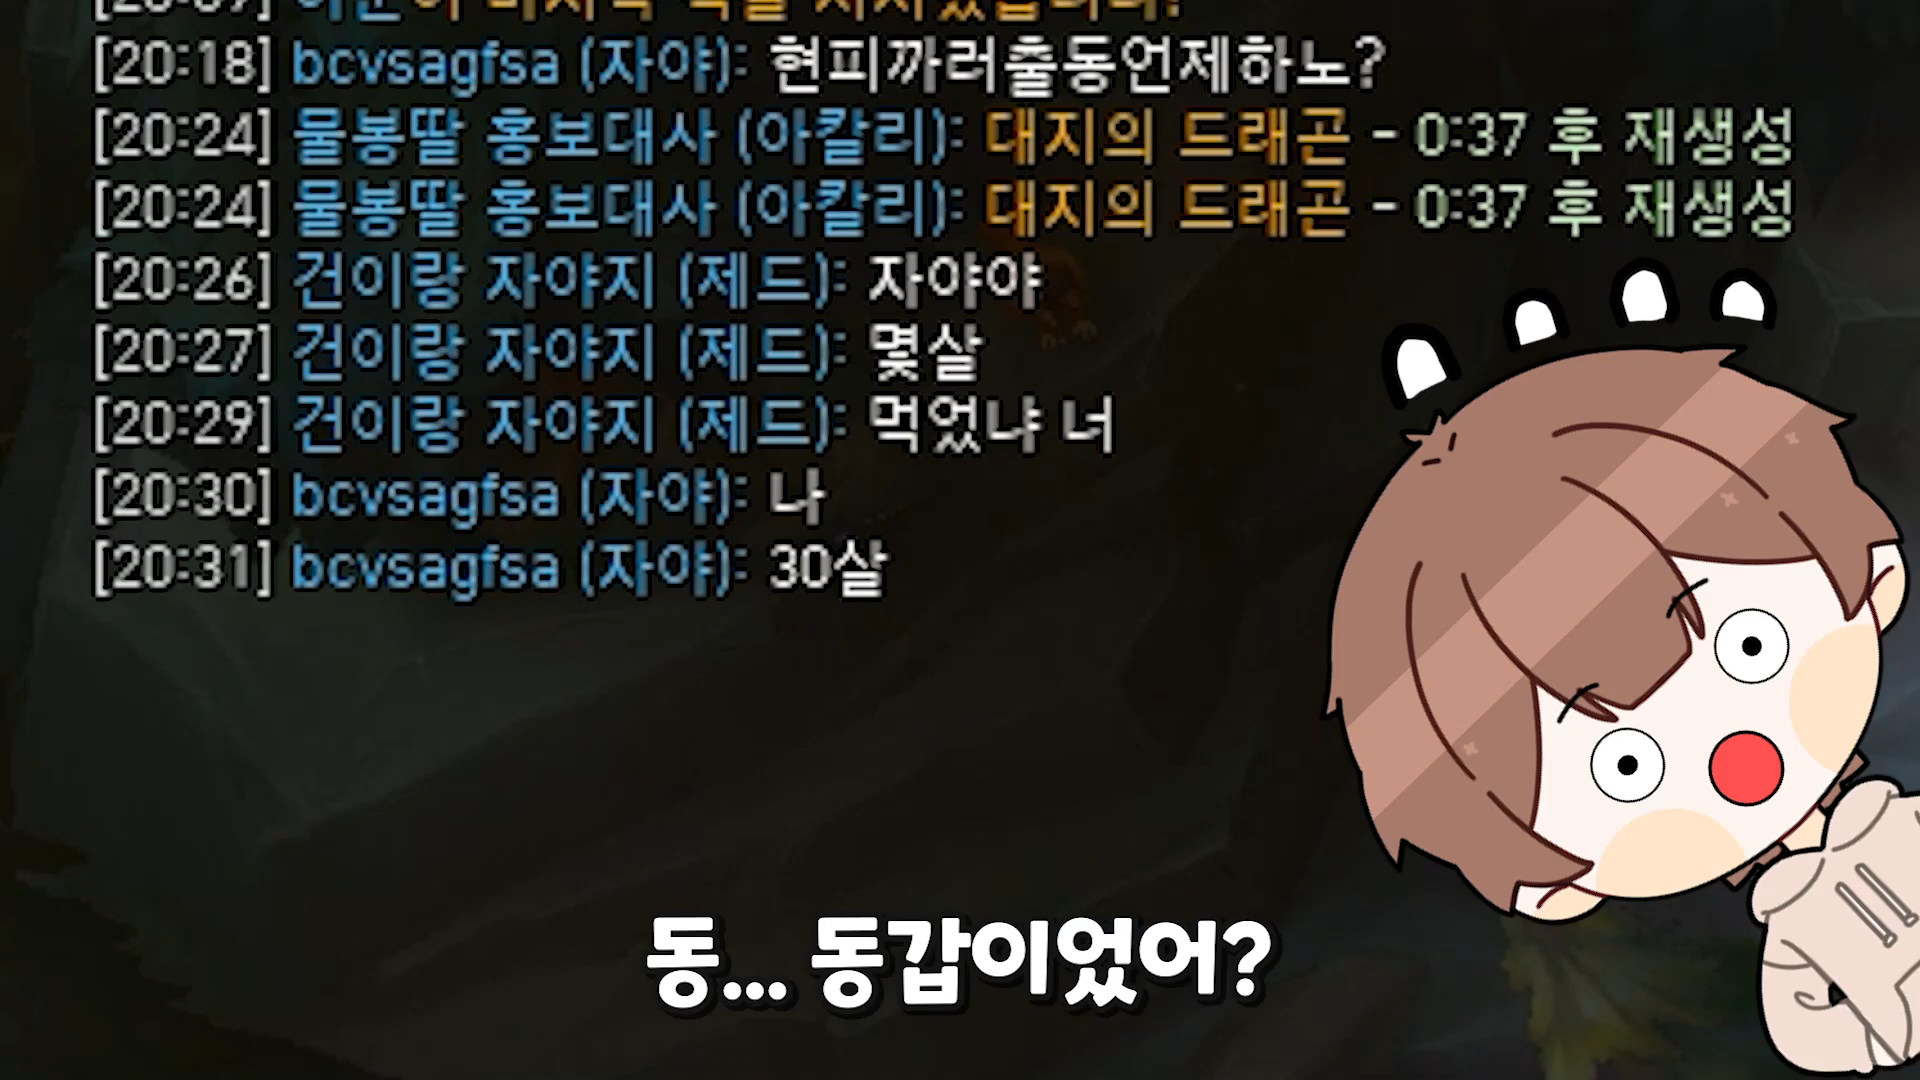 [20:18] bcvsagfsa (자야): 현피까러출동언제하노?
[20:24] 물봉딸 홍보대사 (아칼리): 대지의 드래곤 - 0:37 후 재생성
[20:24] 물봉딸 홍보대사 (아칼리): 대지의 드래곤 - 0:37 후 재생성
[20:26] 건이랑 자야지 (제드): 자야야
[20:27] 건이랑 자야지 (제드): 몇살
[20:29] 건이랑 자야지 (제드): 먹었냐 너
[20:30] bcvsagfsa (자야): 나
[20:31] bcvsagfsa (자야): 30살
동... 동갑이었어?